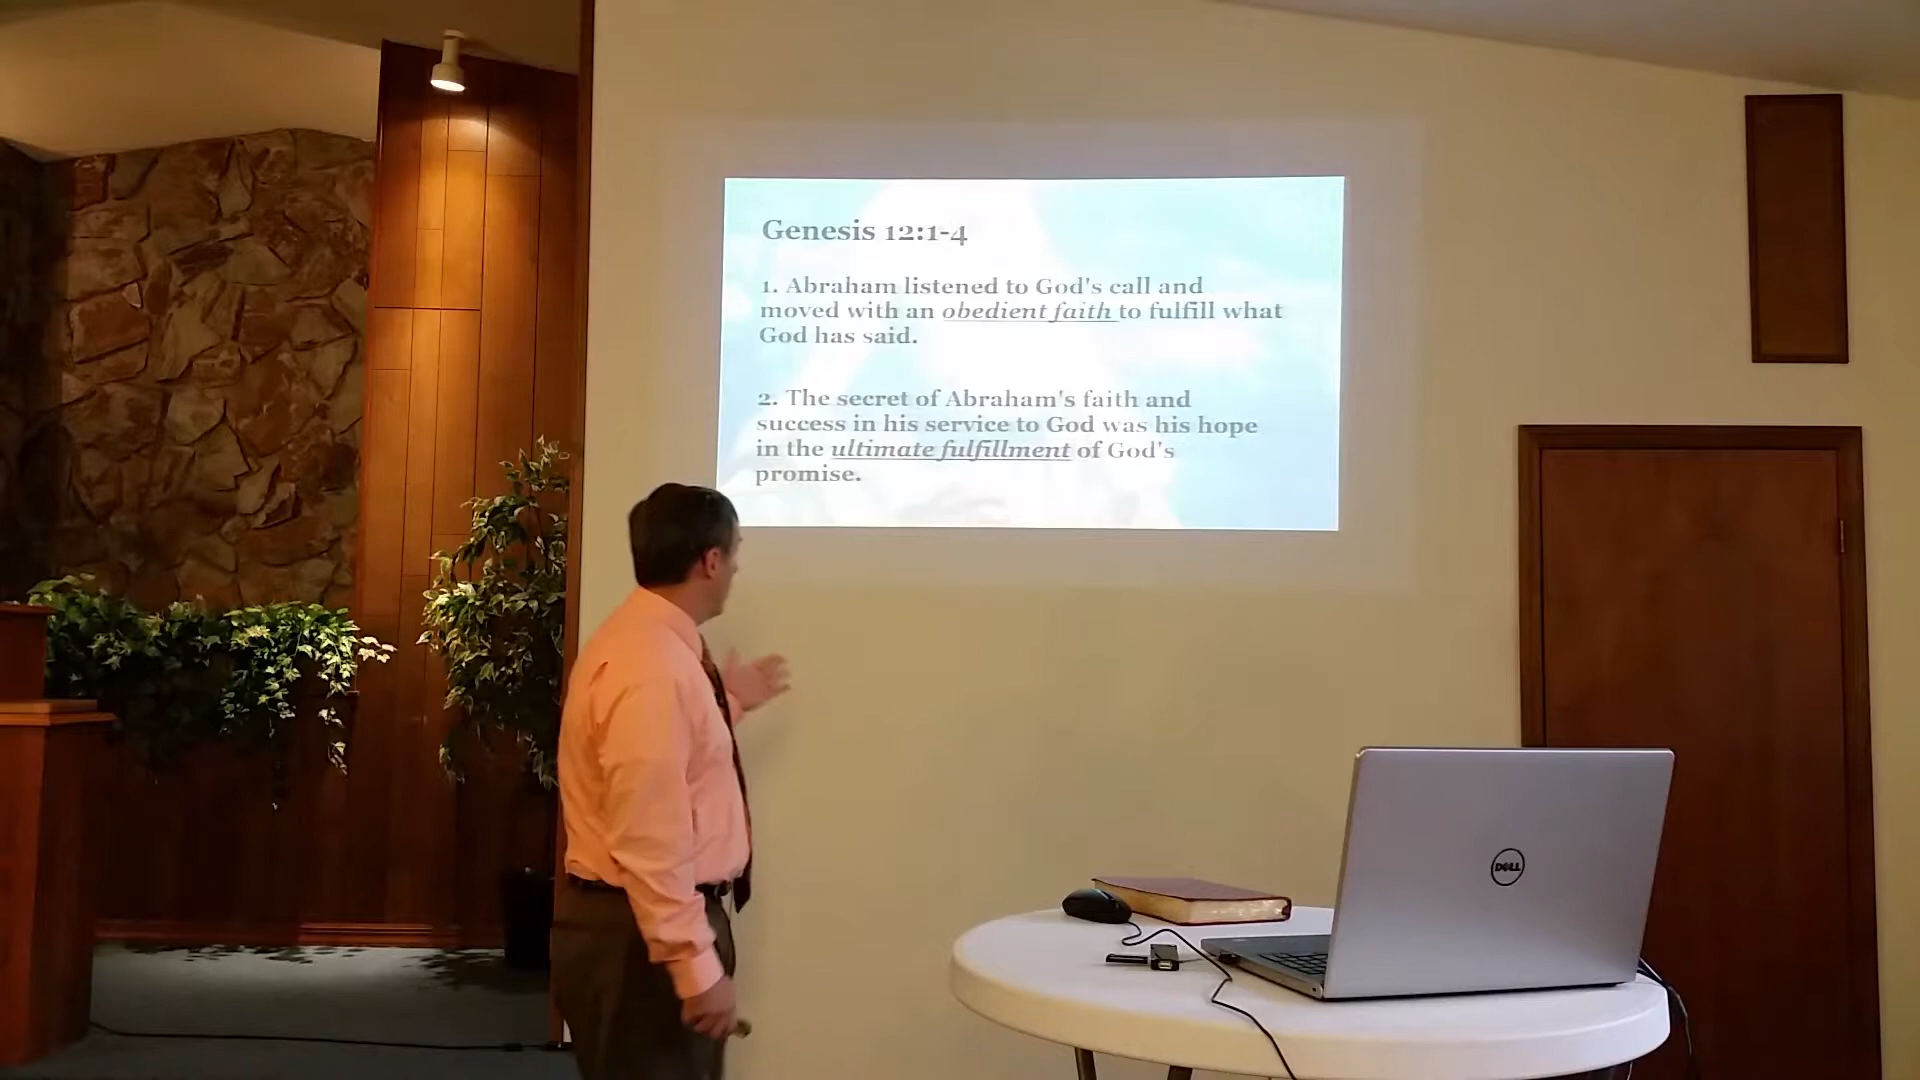 Genesis 12:1-4
1. Abraham listened to God's call and
moved with an obedient faith to fulfill what
God has said.
2. The secret of Abraham's faith and
success in his service to God was his hope
in the ultimate fulfillment of God's
promise.
DELL